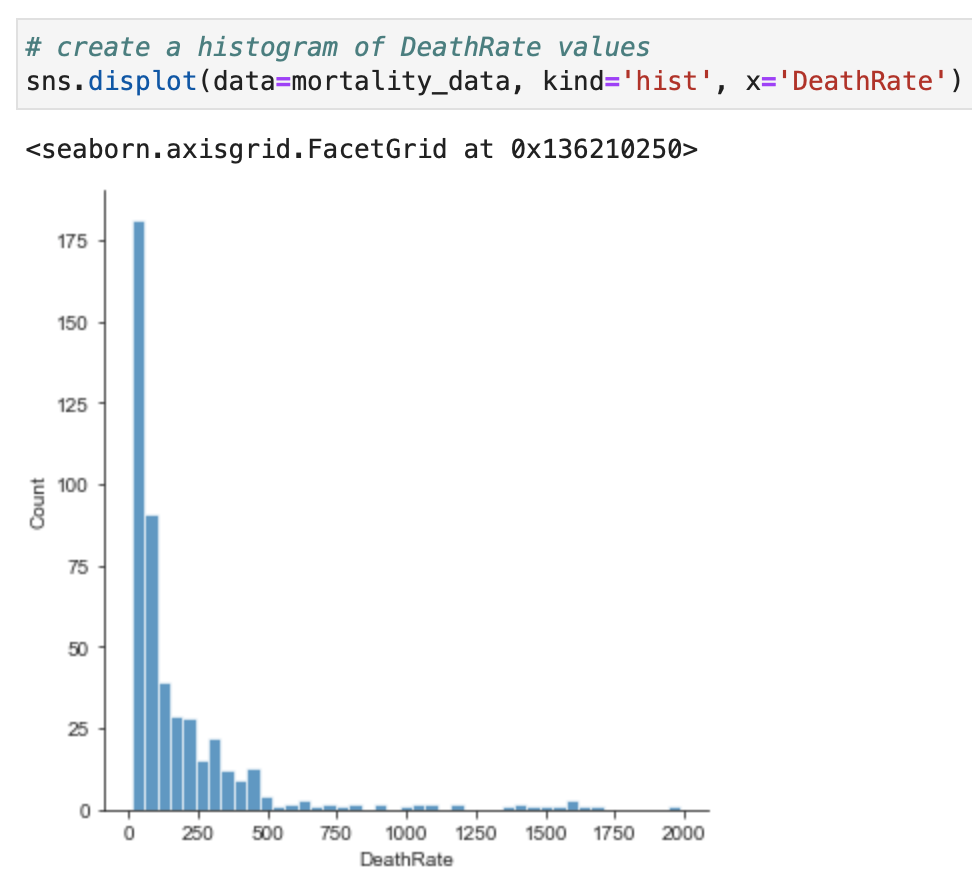 # create a histogram of DeathRate values
sns.displot(data=mortality_data, kind='hist', x='DeathRate')
<seaborn.axisgrid.FacetGrid at 0x136210250>
175
150
125
100
75
50
25
0
Count
0 250 500 750 1000 1250 1500 1750 2000
DeathRate